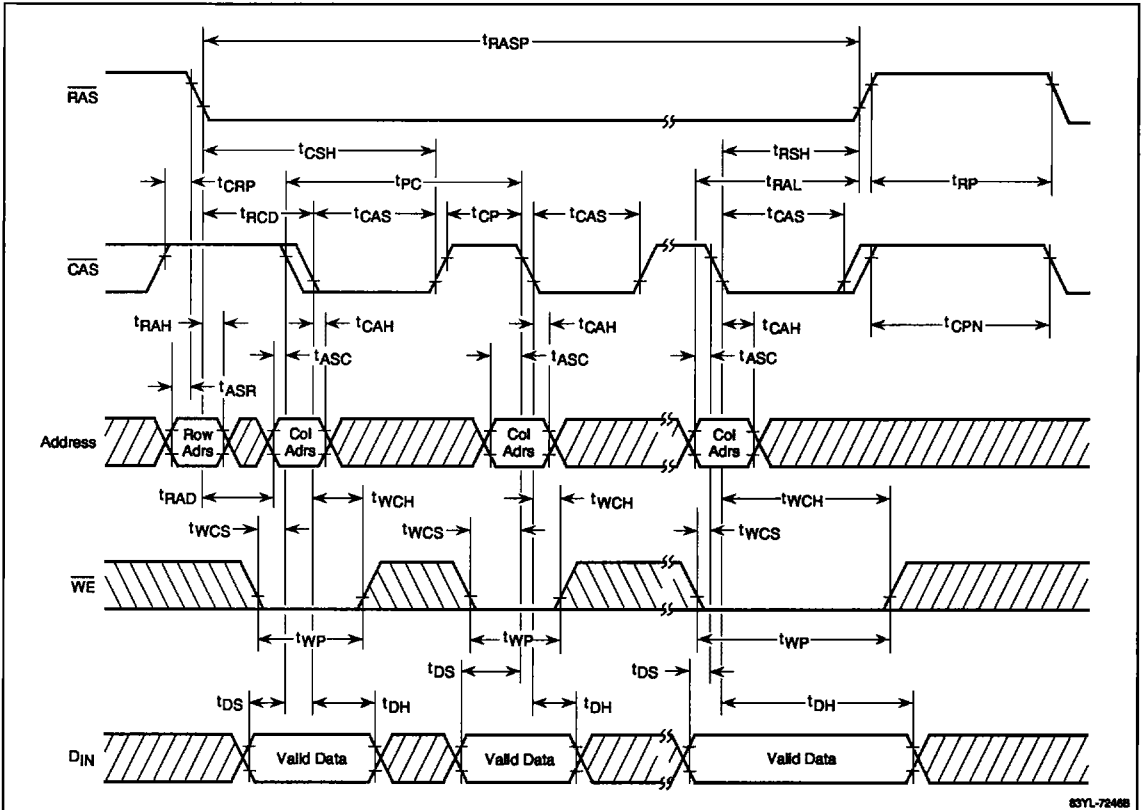 tRASP
RAS
tCSH
tRSH
tCRP
tPC
tRAL
tRP
tRCD
tCAS
tCP
tCAS
tCAS
CAS
tRAH
tCAH
tCAH
tCAH
tCPN
tASC
tASC
tASR
Address
Row Adrs
Col Adrs
Col Adrs
Col Adrs
tRAD
tWCH
tWCH
tWCH
tWCS
tWCS
tWCS
WE
tWP
tWP
tWP
tDS
tDS
tDS
tDH
tDH
tDH
DIN
Valid Data
Valid Data
Valid Data
83YL-7246B